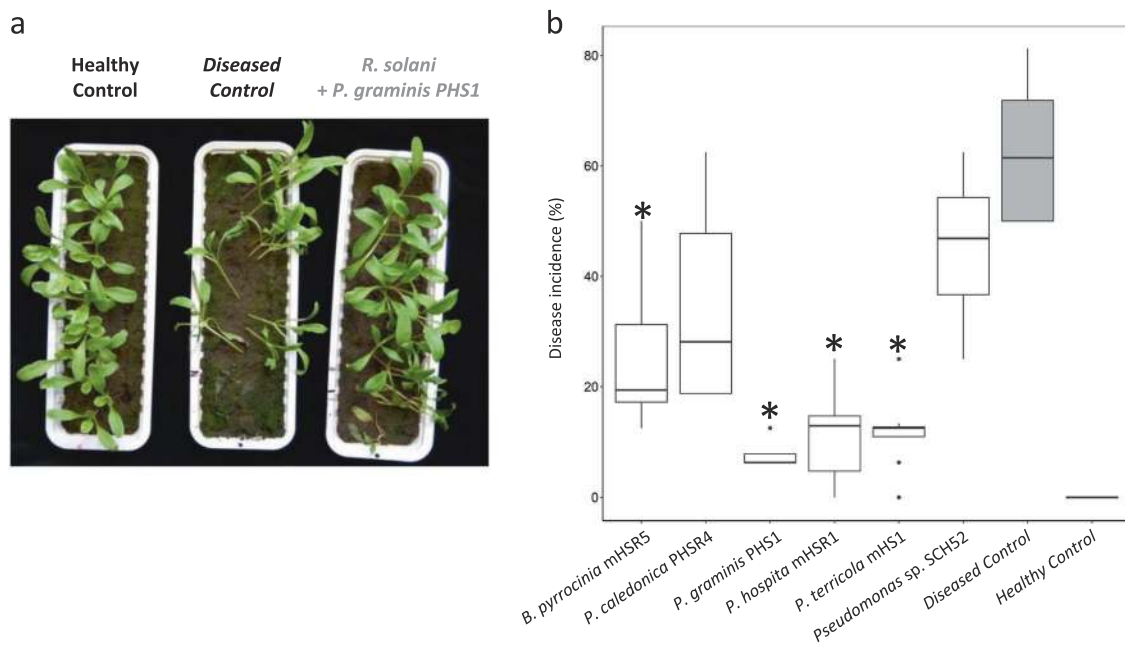 a
Healthy
Control
Diseased
Control
R. solani
+ P. graminis PHS1
b
Disease incidence (%)
80
60
40
20
0
*
*
*
*
*
B. pyrrocinia mHSR5
P. caledonica PHSR4
P. graminis PHS1
P. hospita mHSR1
P. terricola mHS1
Pseudomonas sp. SCH52
Diseased Control
Healthy Control